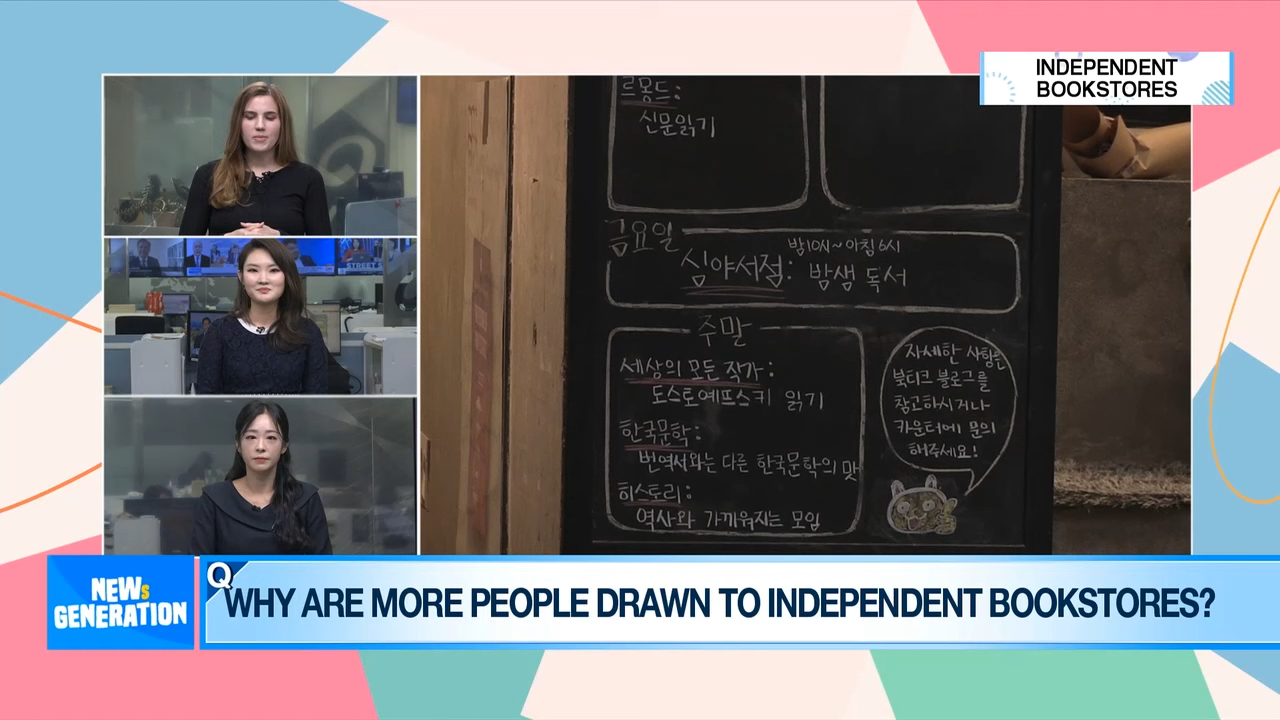 INDEPENDENT
BOOKSTORES
르몽드:
신문읽기
금요일
밤10시~아침 6시
심야서점: 밤샘 독서
주말
세상의 모든 작가:
도스토예프스키 읽기
한국문학:
번역서와는 다른 한국문학의 맛
히스토리:
역사와 가까워지는 모임
자세한 사항은
북티크 블로그를
참고하시거나
카운터에 문의
해주세요!
STREET S
NEWs
GENERATION
Q
WHY ARE MORE PEOPLE DRAWN TO INDEPENDENT BOOKSTORES?